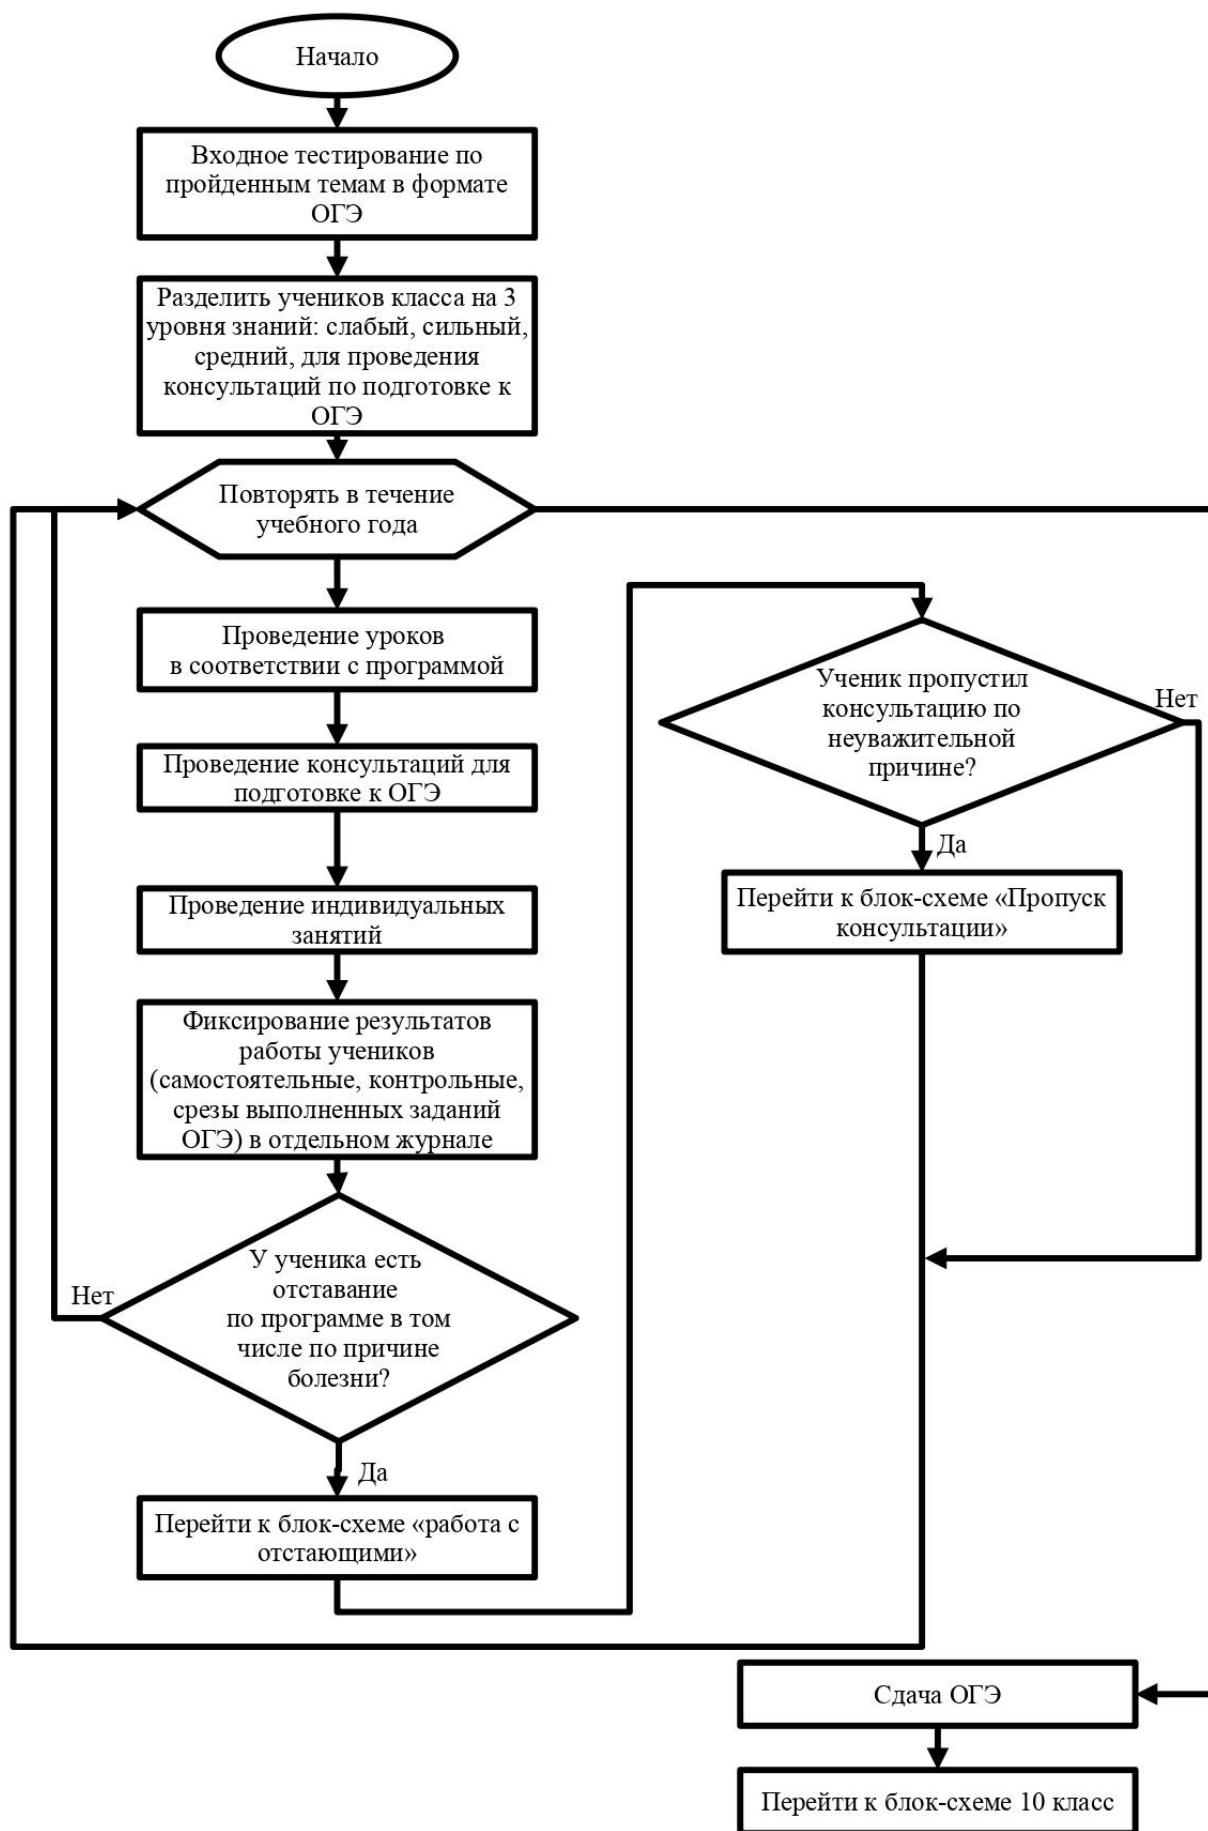 Начало
Входное тестирование по
пройденным темам в формате
ОГЭ
Разделить учеников класса на 3
уровня знаний: слабый, сильный,
средний, для проведения
консультаций по подготовке к
ОГЭ
Повторять в течение
учебного года
Проведение уроков
в соответствии с программой
Проведение консультаций для
подготовке к ОГЭ
Проведение индивидуальных
занятий
Фиксирование результатов
работы учеников
(самостоятельные, контрольные,
срезы выполненных заданий
ОГЭ) в отдельном журнале
У ученика есть
отставание
по программе в том
числе по причине
болезни?
Нет
Да
Перейти к блок-схеме «работа с
отстающими»
Ученик пропустил
консультацию по
неуважительной
причине?
Нет
Да
Перейти к блок-схеме «Пропуск
консультации»
Сдача ОГЭ
Перейти к блок-схеме 10 класс